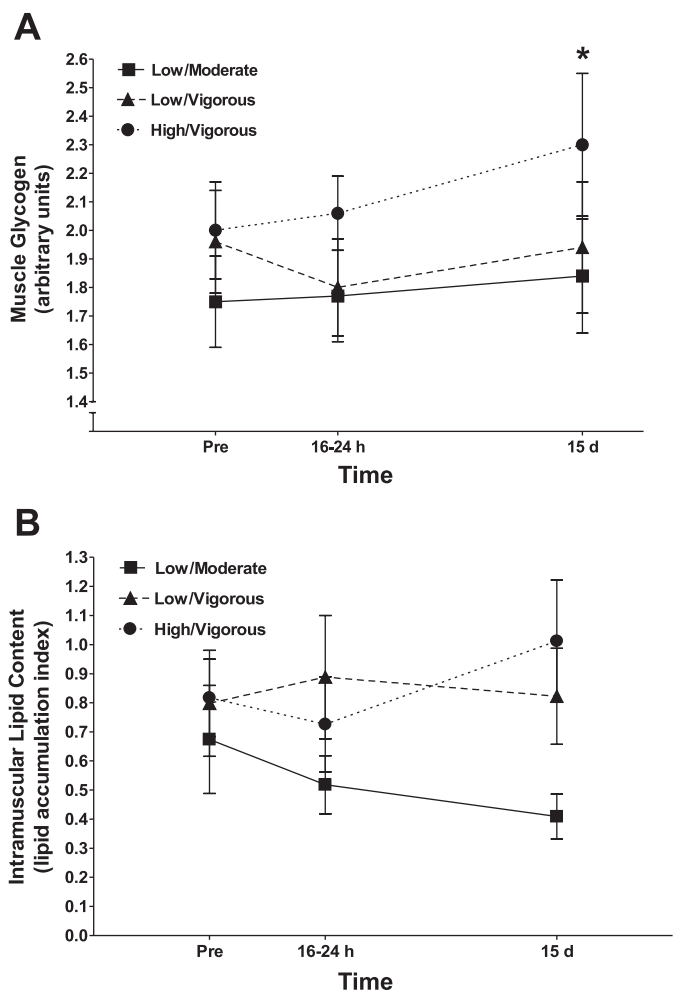 A
Muscle Glycogen
(arbitrary units)
2.6
2.5
2.4
2.3
2.2
2.1
2.0
1.9
1.8
1.7
1.6
1.5
1.4
Low/Moderate
Low/Vigorous
High/Vigorous
*
Pre
16-24 h
15 d
Time
B
Intramuscular Lipid Content
(lipid accumulation index)
1.3
1.2
1.1
1.0
0.9
0.8
0.7
0.6
0.5
0.4
0.3
0.2
0.1
0.0
Low/Moderate
Low/Vigorous
High/Vigorous
Pre
16-24 h
15 d
Time